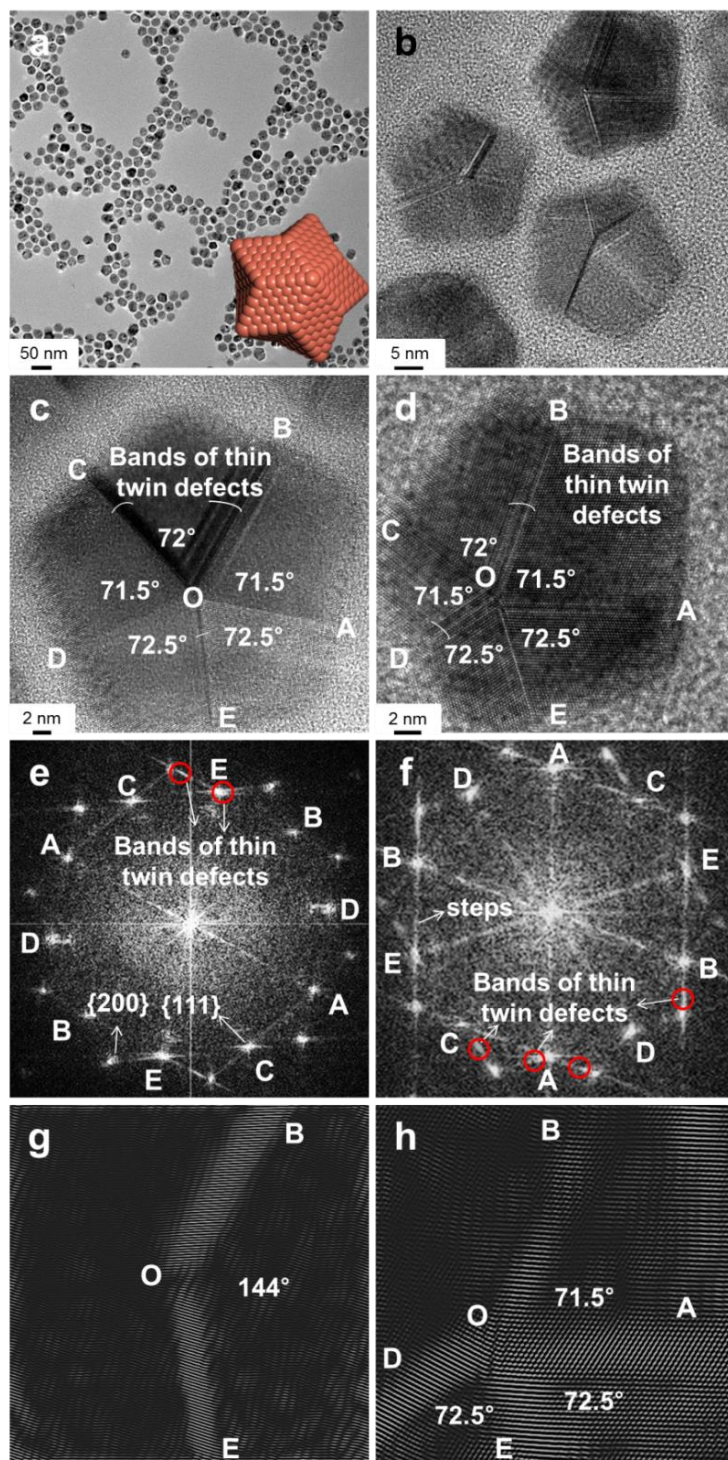 a
50 nm
b
5 nm
c
B
C
Bands of thin
twin defects
72°
71.5°
71.5°
O
A
D
72.5°
72.5°
E
2 nm
d
B
Bands of
thin twin
defects
C
72°
O
71.5°
71.5°
A
72.5°
D
72.5°
E
2 nm
e
E
C
B
A
Bands of thin
twin defects
D
D
{200}
{111}
A
B
E
C
f
A
D
C
B
E
steps
E
B
Bands of thin
twin defects
C
D
A
g
B
O
144°
E
h
B
71.5°
O
A
D
72.5°
72.5°
E